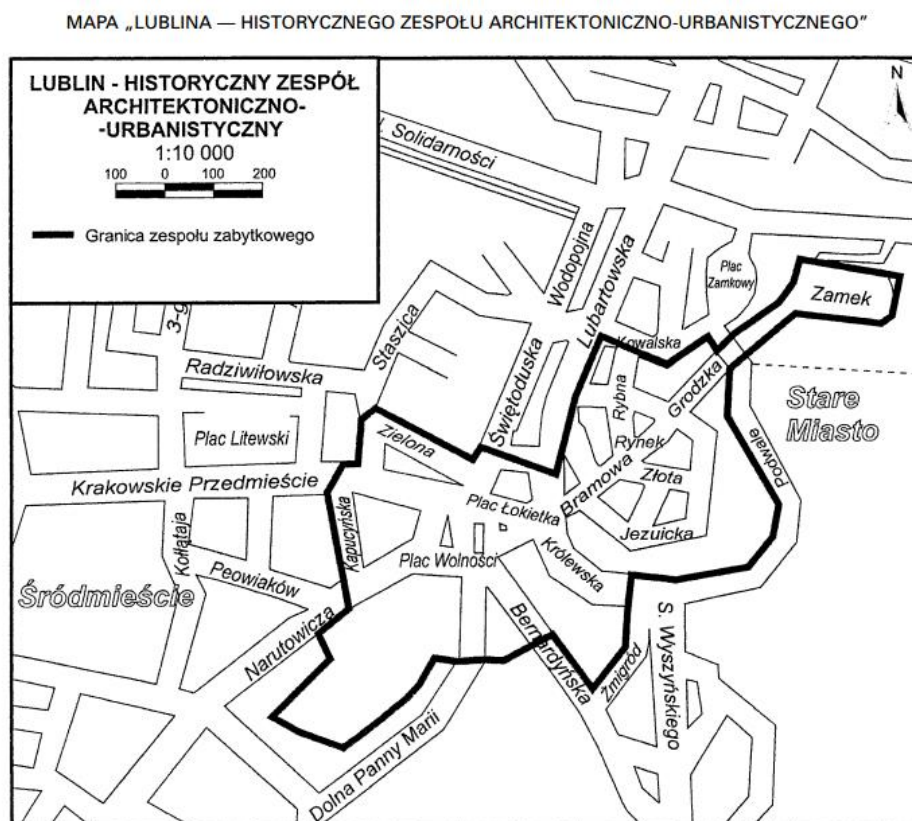 MAPA „LUBLINA — HISTORYCZNEGO ZESPOŁU ARCHITEKTONICZNO-URBANISTYCZNEGO”
LUBLIN - HISTORYCZNY ZESPÓŁ
ARCHITEKTONICZNO-
-URBANISTYCZNY
1:10 000
100 0 100 200
Granica zespołu zabytkowego
N
l. Solidarności
Wodopojna
Lubartowska
Plac
Zamkowy
Zamek
3-g
Staszica
Świętoduska
Kowalska
Radziwiłowska
Rybna
Grodzka
Stare
Miasto
Plac Litewski
Zielona
Rynek
Podwale
Krakowskie Przedmieście
Bramowa
Złota
Plac Łokietka
Kapucyńska
Kołłątaja
Jezuicka
Królewska
Plac Wolności
Peowiaków
Śródmieście
Narutowicza
Bernardyńska
Żmigród
S. Wyszyńskiego
Dolna Panny Marii